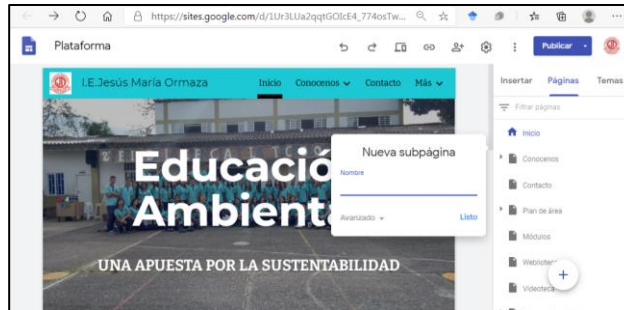 https://sites.google.com/d/1Ur3LUa2qqtGOIcE4_774osTw...
Plataforma
Publicar
I.E.Jesús María Ormaza
Inicio
Conocenos
Contacto
Más
Insertar
Páginas
Temas
Filtrar páginas
Inicio
Conocenos
Contacto
Plan de área
Módulos
Videoteca
Nueva subpágina
Nombre
Avanzado
Listo
Educació
Ambient
UNA APUESTA POR LA SUSTENTABILIDAD